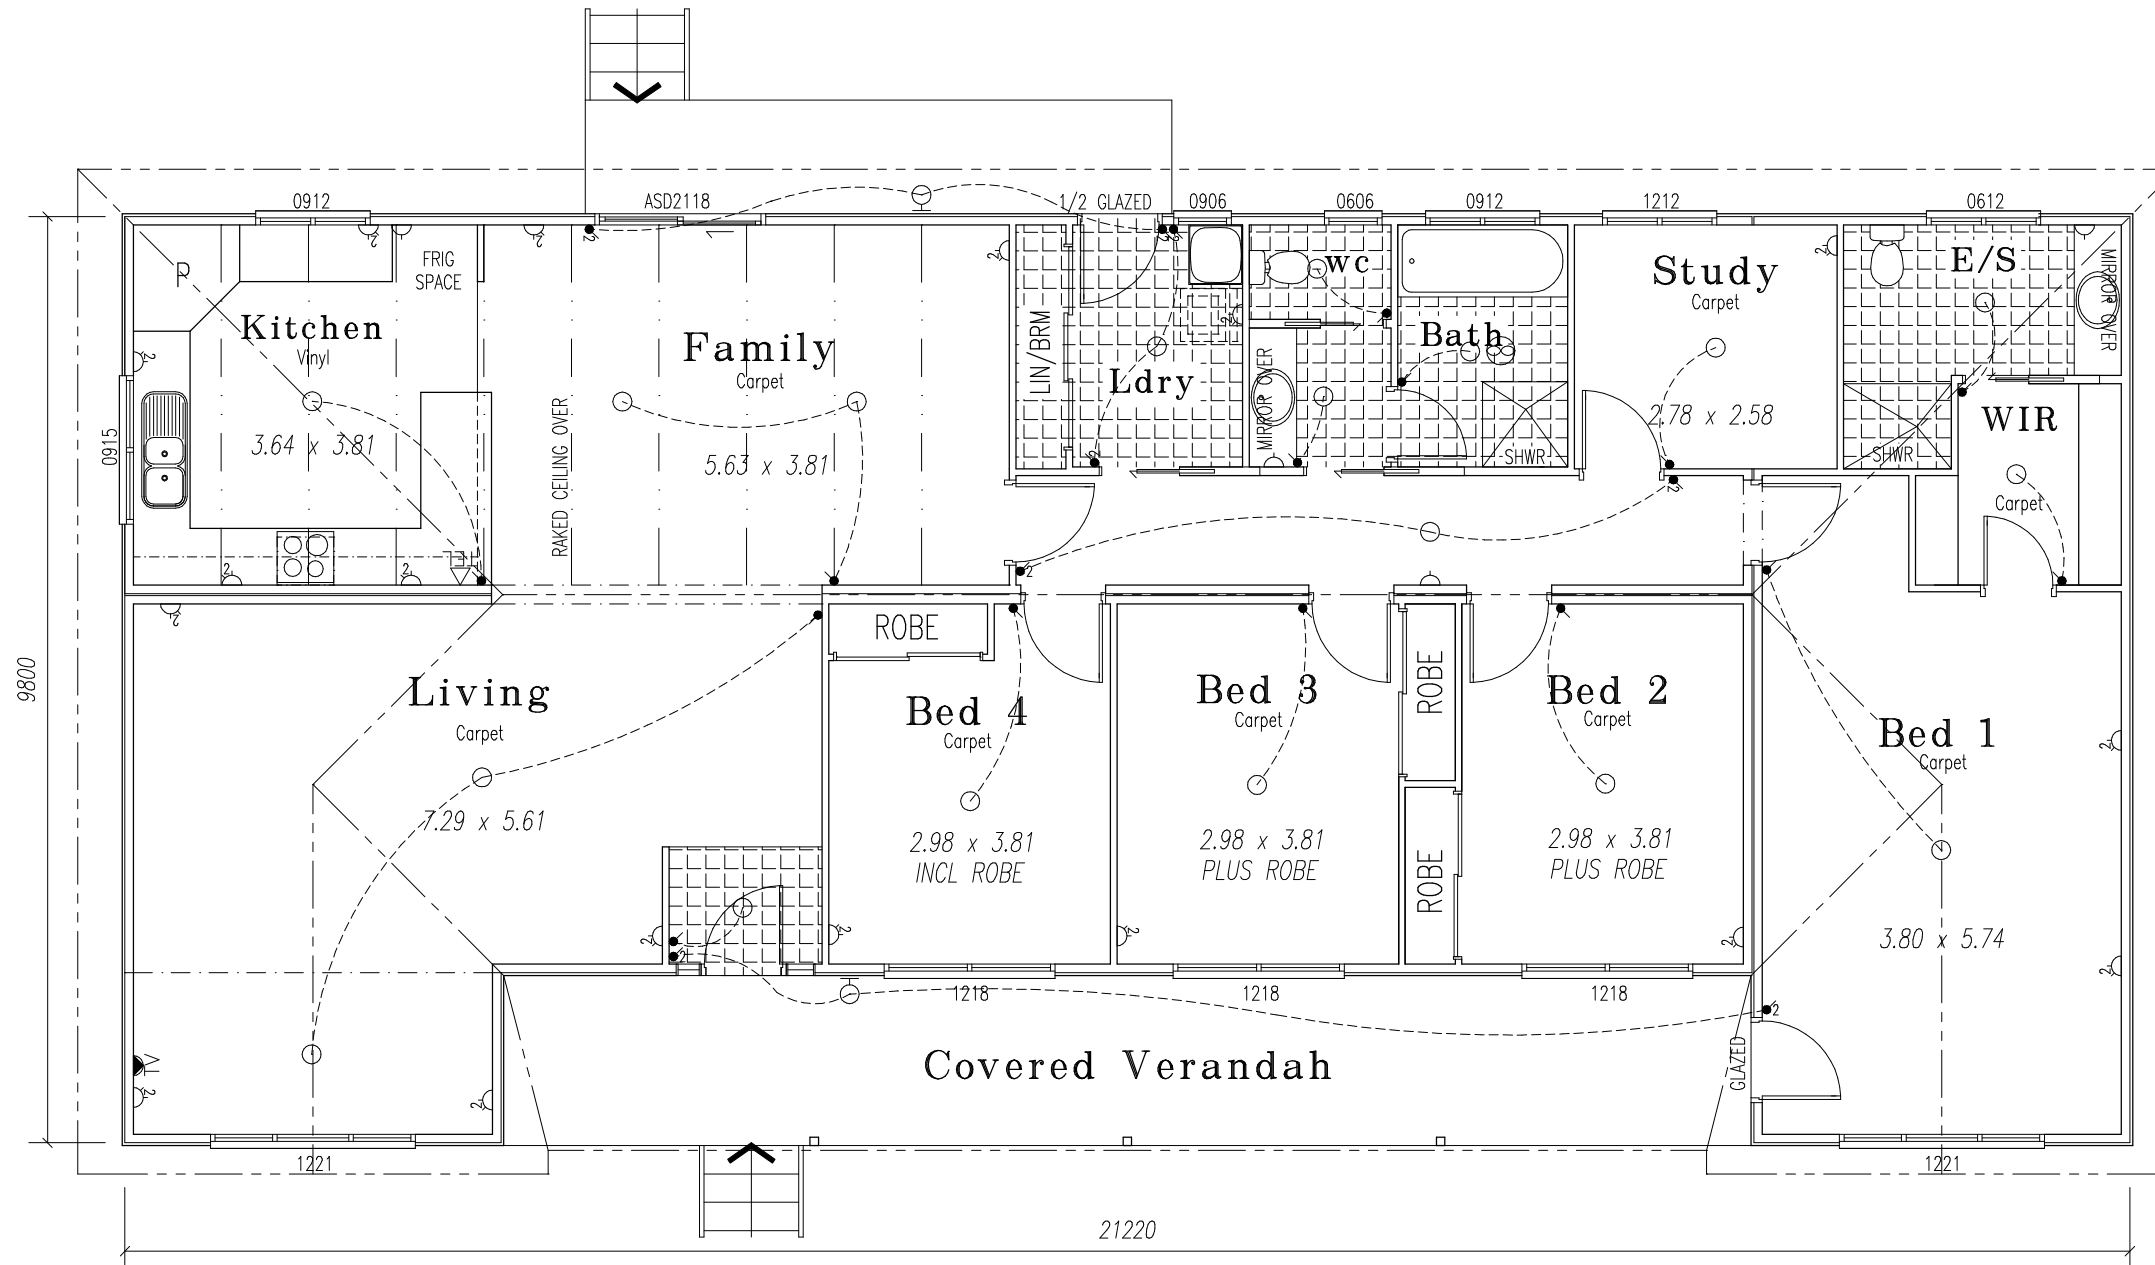 0912
ASD2118
1/2 GLAZED
0906
0606
0912
1212
0612
P
FRIG
SPACE
Kitchen
Vinyl
3.64 x 3.81
0915
RAKED CEILING OVER
Family
Carpet
5.63 x 3.81
LIN/BRM
Ldry
wc
MIRROR OVER
Bath
SHWR
Study
Carpet
2.78 x 2.58
E/S
MIRROR OVER
SHWR
WIR
Carpet
9800
Living
Carpet
7.29 x 5.61
TV
ROBE
Bed 4
Carpet
2.98 x 3.81
INCL ROBE
Bed 3
Carpet
2.98 x 3.81
PLUS ROBE
ROBE
ROBE
Bed 2
Carpet
2.98 x 3.81
PLUS ROBE
Bed 1
Carpet
3.80 x 5.74
1218
1218
1218
Covered Verandah
GLAZED
1221
1221
21220